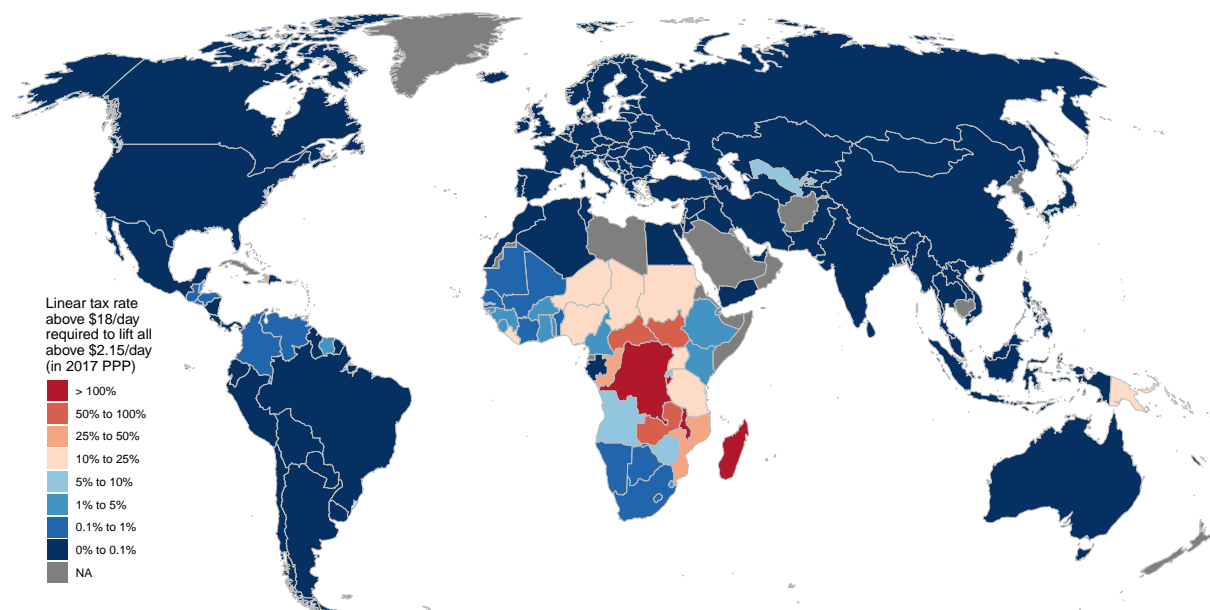 Linear tax rate
above $18/day
required to lift all
above $2.15/day
(in 2017 PPP)
> 100%
50% to 100%
25% to 50%
10% to 25%
5% to 10%
1% to 5%
0.1% to 1%
0% to 0.1%
NA